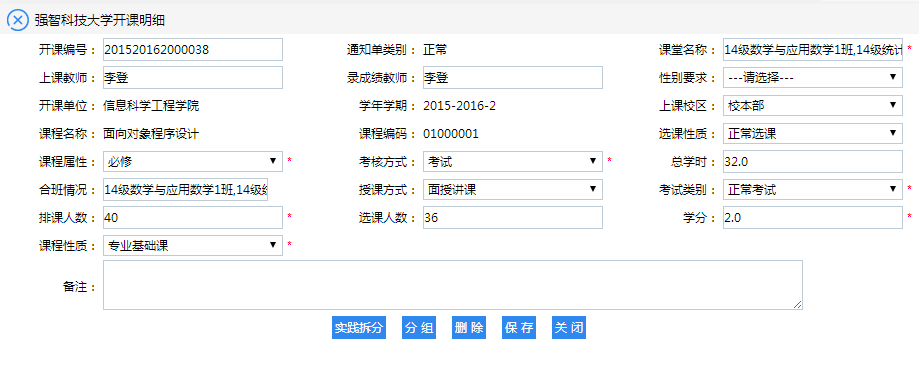 强智科技大学开课明细
开课编号： 201520162000038 通知单类别： 正常 课堂名称： 14级数学与应用数学1班,14级统计 *
上课教师： 李登 录成绩教师： 李登 性别要求： ---请选择---
开课单位： 信息科学工程学院 学年学期： 2015-2016-2 上课校区： 校本部
课程名称： 面向对象程序设计 课程编码： 01000001 选课性质： 正常选课
课程属性： 必修 * 考核方式： 考试 * 总学时： 32.0
合班情况： 14级数学与应用数学1班,14级 授课方式： 面授讲课 考试类别： 正常考试 *
排课人数： 40 * 选课人数： 36 学分： 2.0 *
课程性质： 专业基础课 *
备注：
实践拆分 分 组 删 除 保 存 关 闭